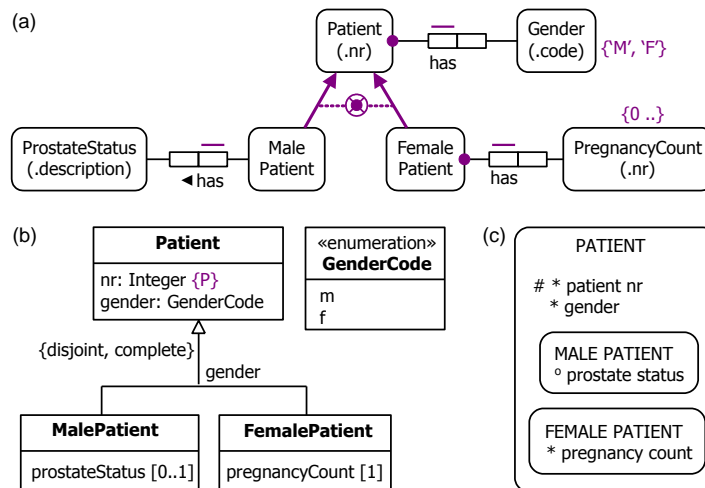 (a)
Patient
(.nr)
has
Gender
(.code)
{‘M’, ‘F’}
ProstateStatus
(.description)
◄ has
Male
Patient
Female
Patient
has
{0 ..}
PregnancyCount
(.nr)
(b)
Patient
nr: Integer {P}
gender: GenderCode
«enumeration»
GenderCode
m
f
{disjoint, complete}
gender
MalePatient
prostateStatus [0..1]
FemalePatient
pregnancyCount [1]
(c)
PATIENT
# * patient nr
* gender
MALE PATIENT
o prostate status
FEMALE PATIENT
* pregnancy count